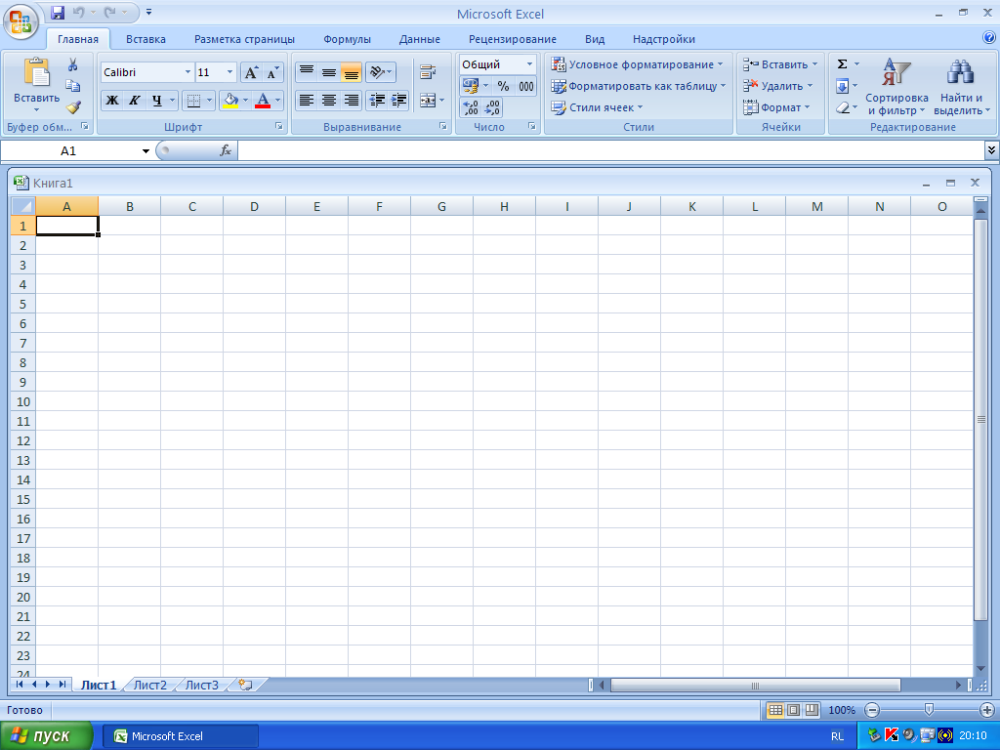 Microsoft Excel
Главная Вставка Разметка страницы Формулы Данные Рецензирование Вид Надстройки
Вставить
Буфер обм...
Calibri 11
Ж К Ч
Шрифт
Выравнивание
Общий
% 000
,00 ,00
Число
Условное форматирование
Форматировать как таблицу
Стили ячеек
Стили
Вставить
Удалить
Формат
Ячейки
Σ
Сортировка и фильтр
Найти и выделить
Редактирование
A1 fx
Книга1
A B C D E F G H I J K L M N O
1
2
3
4
5
6
7
8
9
10
11
12
13
14
15
16
17
18
19
20
21
22
23
24
Лист1 Лист2 Лист3
Готово 100%
пуск Microsoft Excel RL 20:10